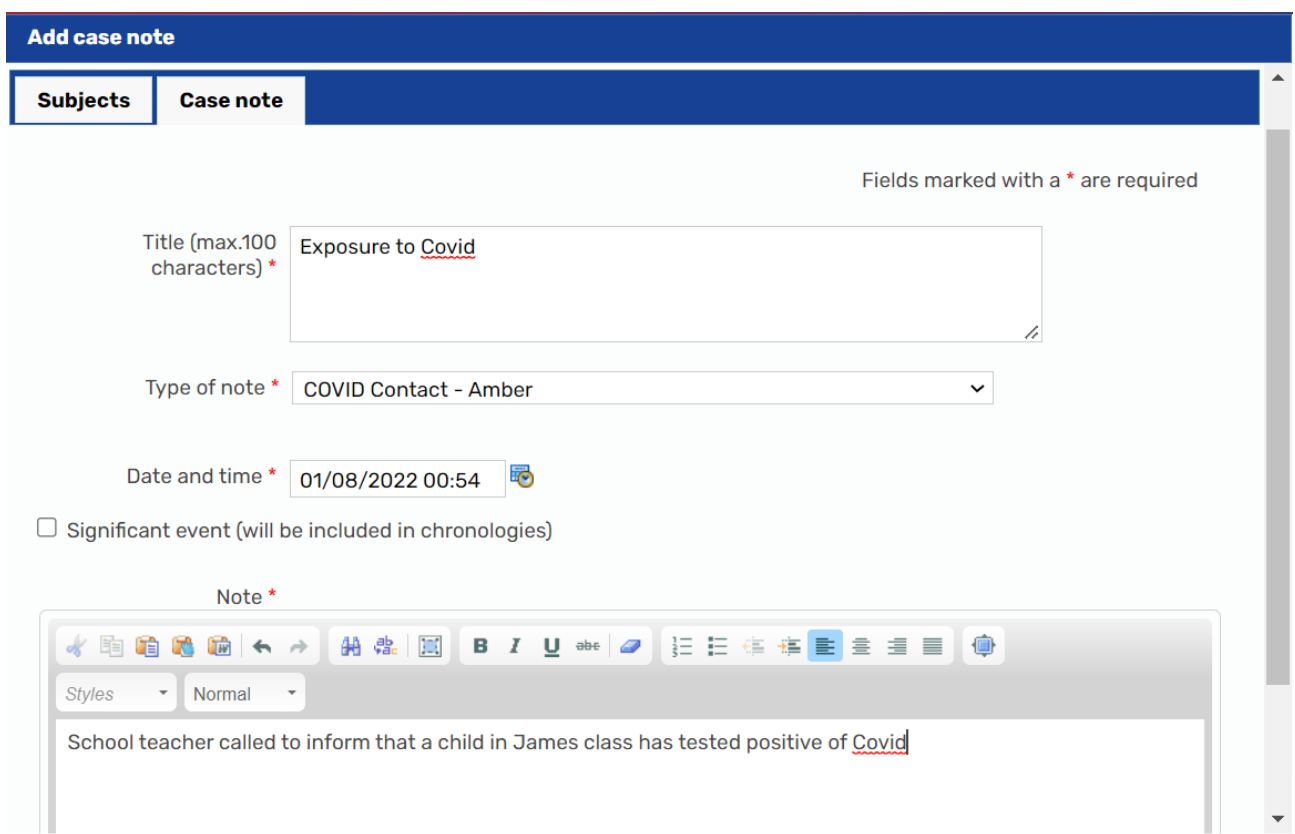 Add case note
Subjects Case note
Fields marked with a * are required
Title (max.100
characters) *
Exposure to Covid
Type of note * COVID Contact - Amber
Date and time * 01/08/2022 00:54
Significant event (will be included in chronologies)
Note *
B I U abc
Styles Normal
School teacher called to inform that a child in James class has tested positive of Covid